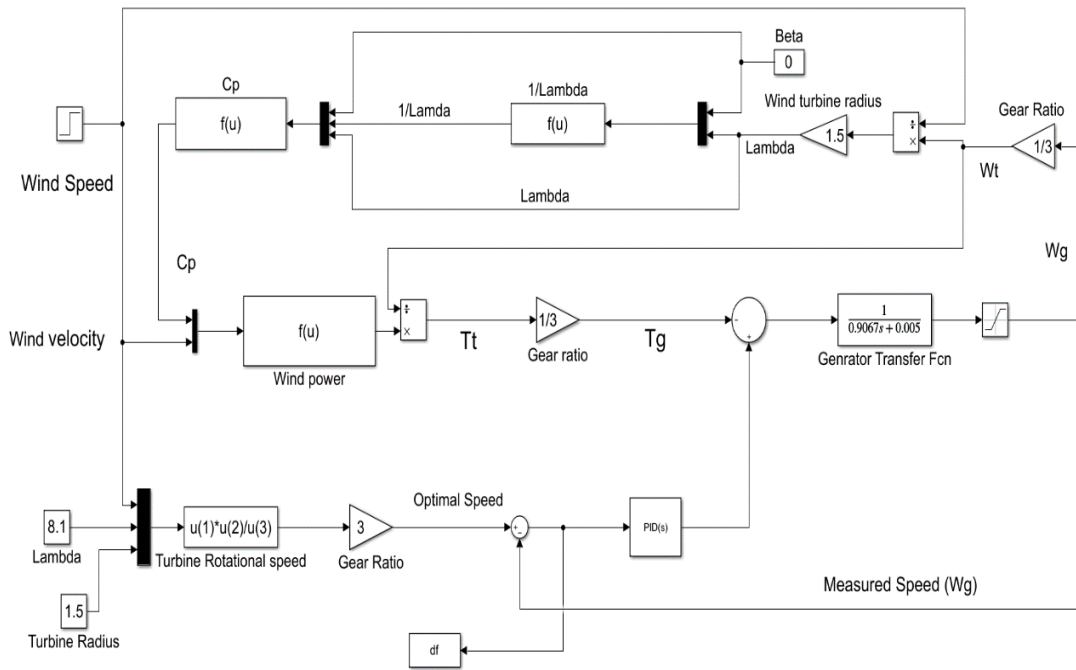 Beta
0
Cp
f(u)
1/Lamda
1/Lambda
f(u)
Wind turbine radius
1.5
Lambda
÷
×
Gear Ratio
1/3
Wt
Wind Speed
Lambda
Wg
Cp
Wind velocity
f(u)
Wind power
÷
×
Tt
1/3
Gear ratio
Tg
-
+
1
0.9067s + 0.005
Genrator Transfer Fcn
8.1
Lambda
1.5
Turbine Radius
u(1)*u(2)/u(3)
Turbine Rotational speed
3
Gear Ratio
Optimal Speed
+
-
PID(s)
Measured Speed (Wg)
df